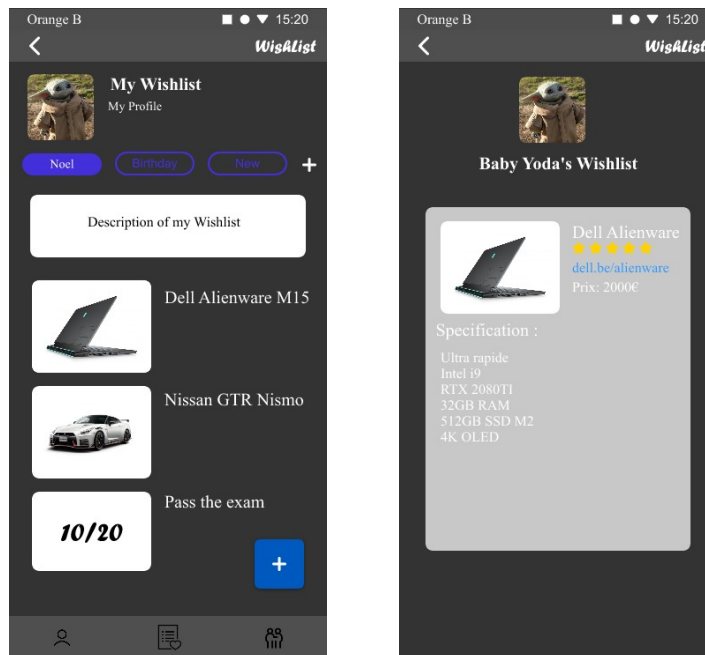 Orange B
15:20
Wishlist
My Wishlist
My Profile
Noel
Birthday
New
+
Description of my Wishlist
Dell Alienware M15
Nissan GTR Nismo
Pass the exam
10/20
+
Orange B
15:20
Wishlist
Baby Yoda's Wishlist
Dell Alienware
dell.be/alienware
Prix: 2000€
Specification :
Ultra rapide
Intel i9
RTX 2080TI
32GB RAM
512GB SSD M2
4K OLED